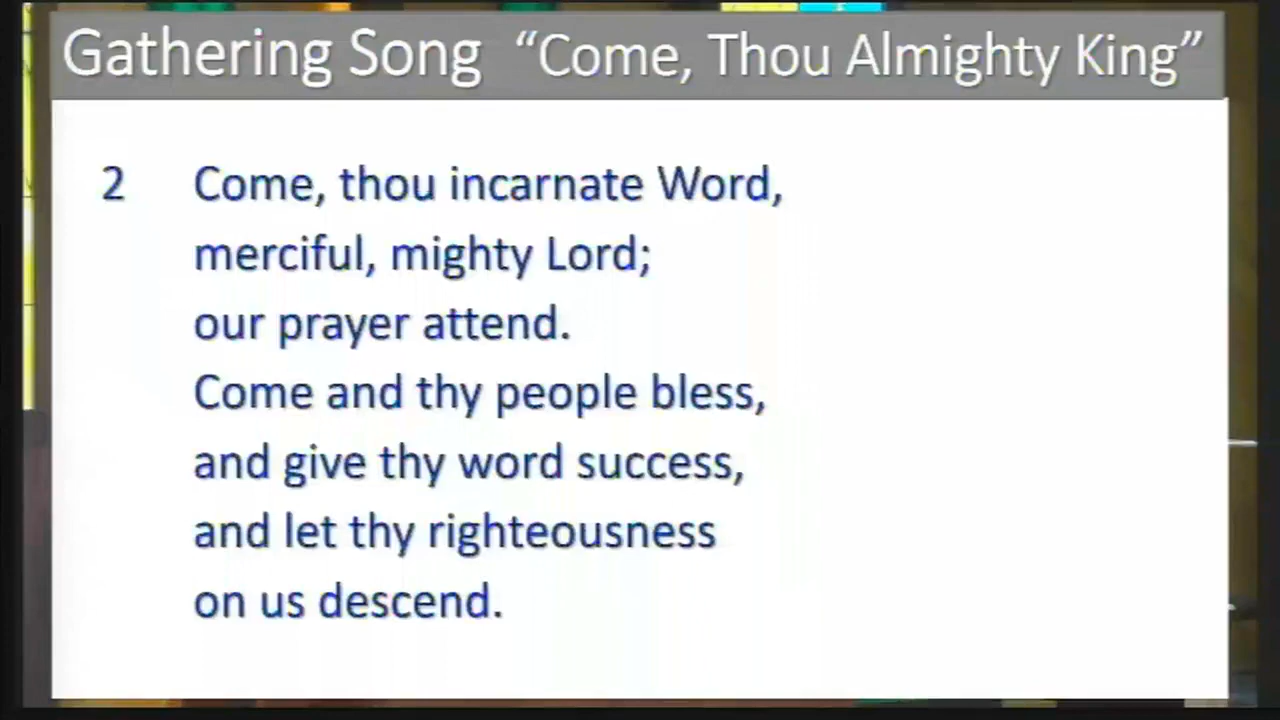 Gathering Song “Come, Thou Almighty King”
2 Come, thou incarnate Word,
merciful, mighty Lord;
our prayer attend.
Come and thy people bless,
and give thy word success,
and let thy righteousness
on us descend.